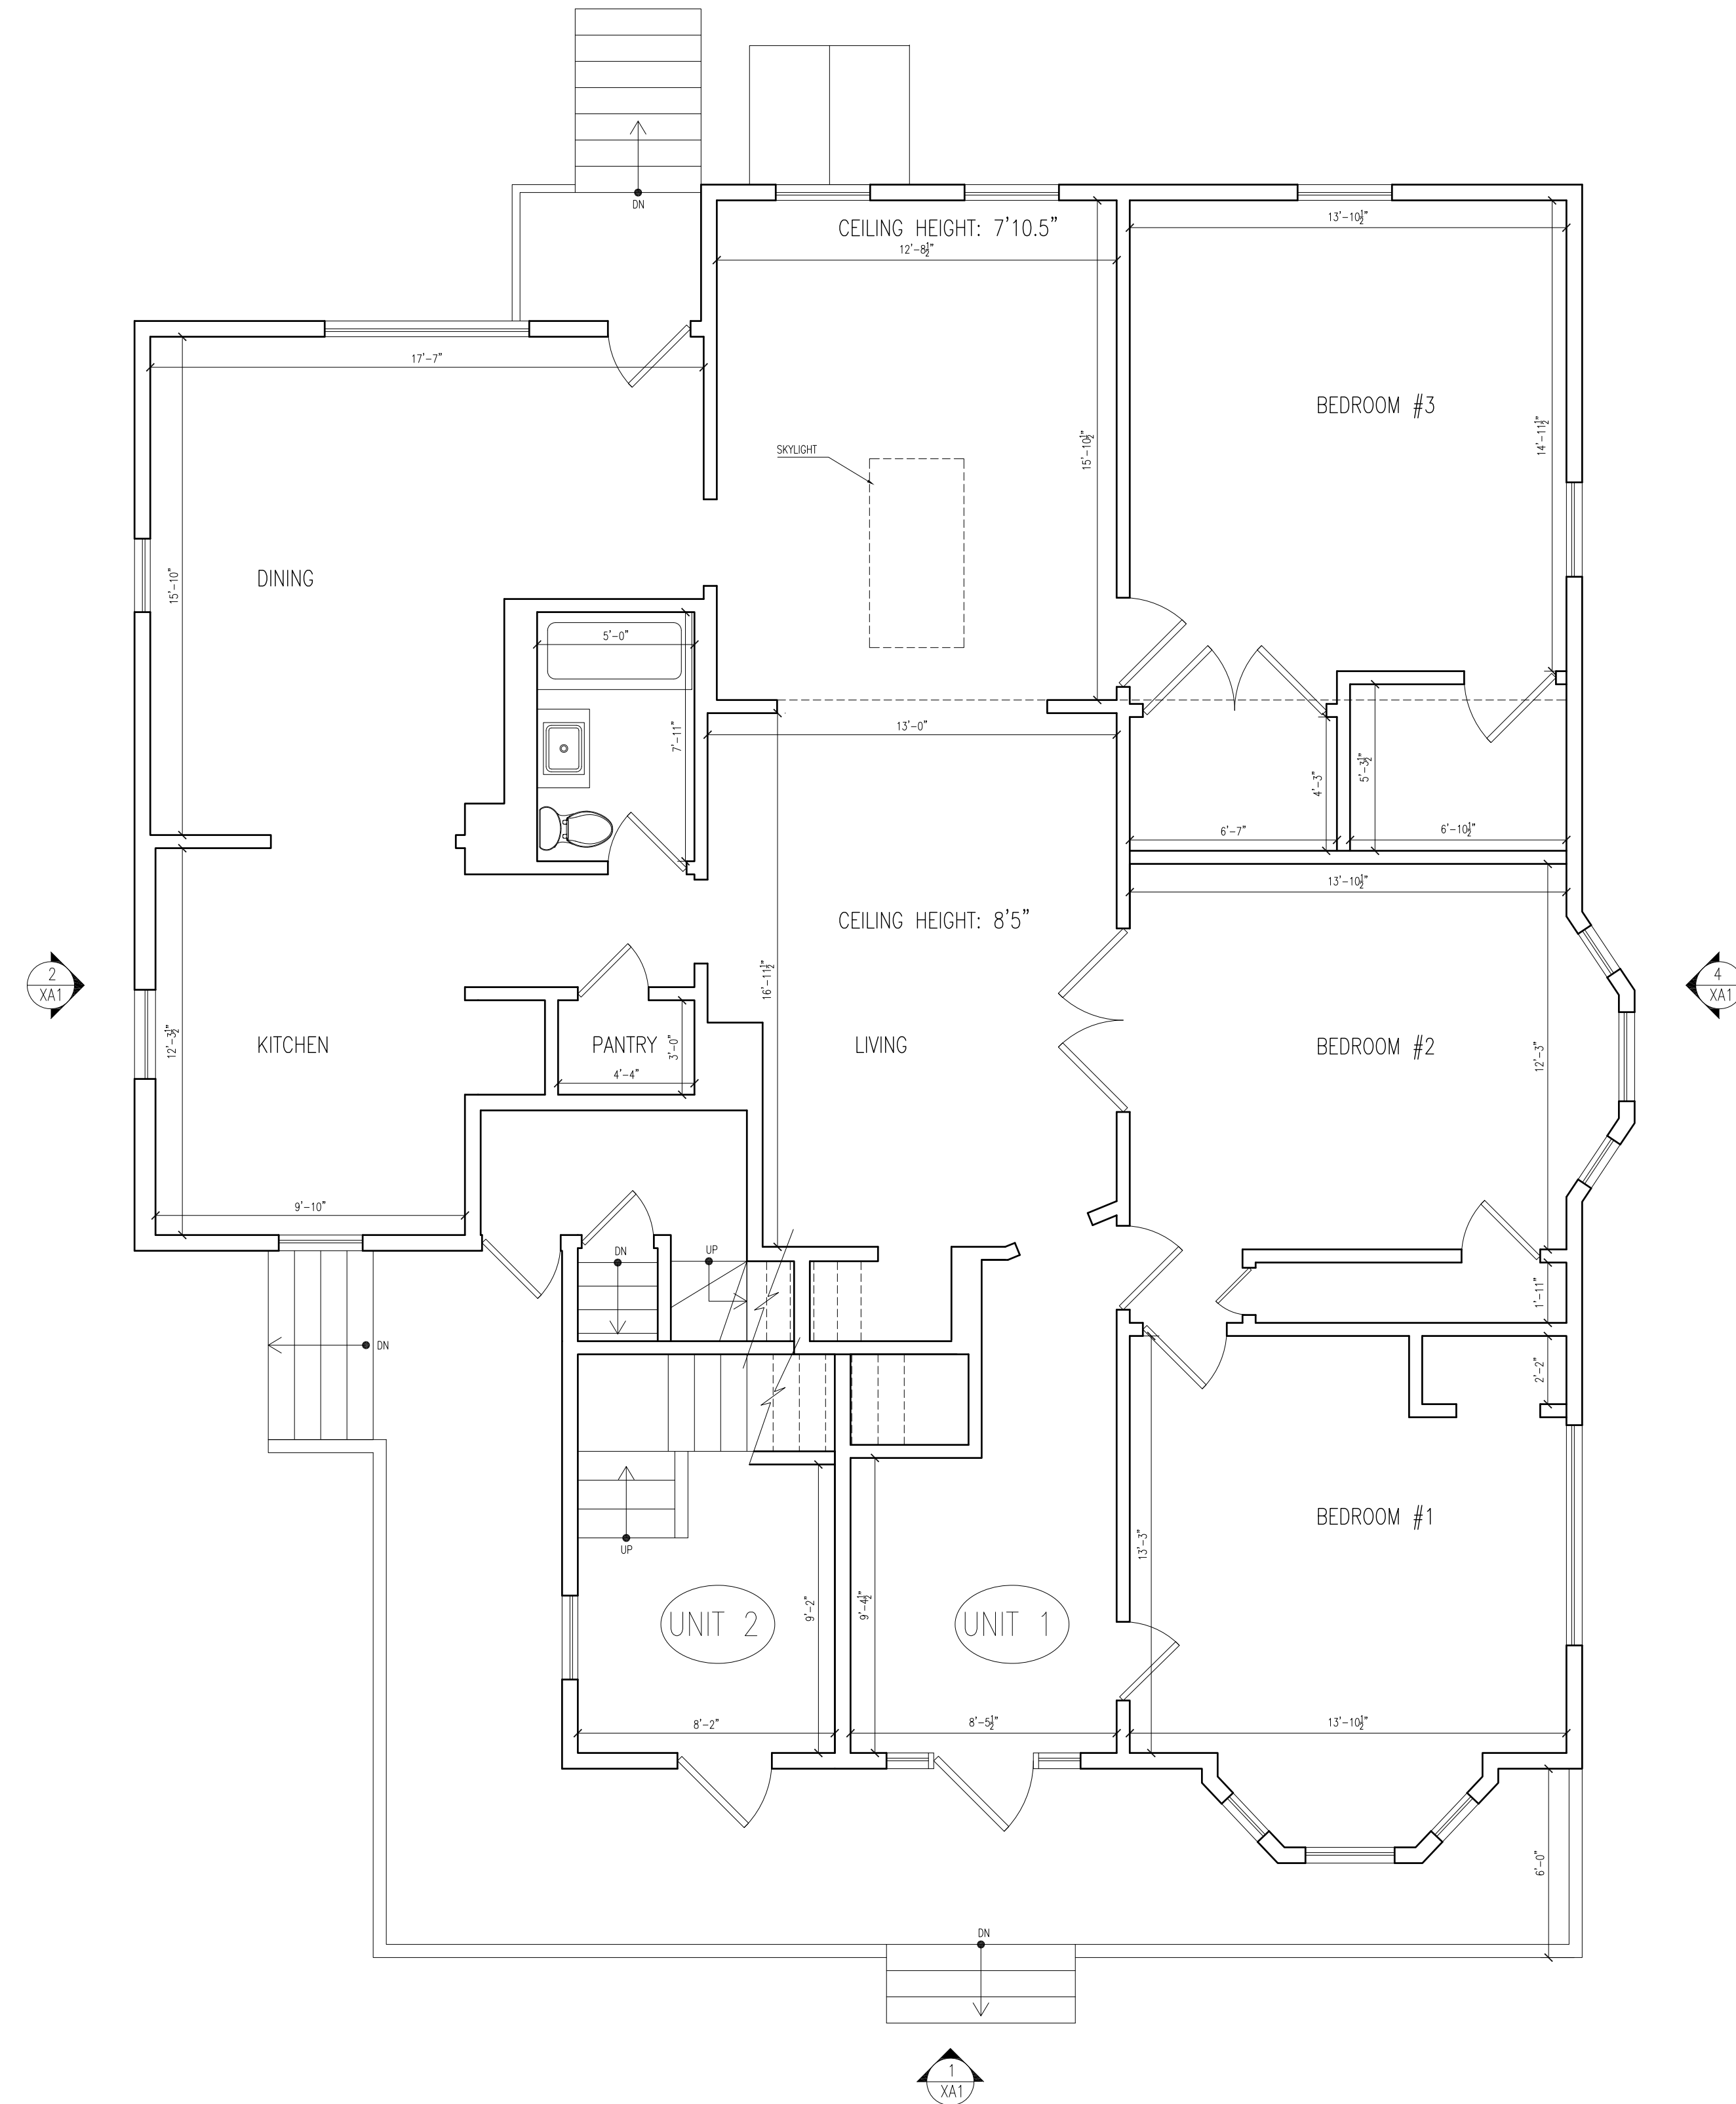 DN
CEILING HEIGHT: 7'10.5"
12'-8½"
13'-10½"
17'-7"
BEDROOM #3
14'-11½"
15'-10½"
SKYLIGHT
DINING
15'-10"
5'-0"
7'-11"
13'-0"
4'-3"
5'-3½"
6'-7"
6'-10½"
13'-10½"
CEILING HEIGHT: 8'5"
2
XA1
4
XA1
16'-11½"
12'-3½"
KITCHEN
PANTRY
3'-0"
4'-4"
LIVING
BEDROOM #2
12'-3"
9'-10"
DN
UP
1'-11"
DN
2'-2"
BEDROOM #1
13'-3"
UP
9'-2"
9'-4½"
UNIT 2
UNIT 1
8'-2"
8'-5½"
13'-10½"
6'-0"
DN
1
XA1